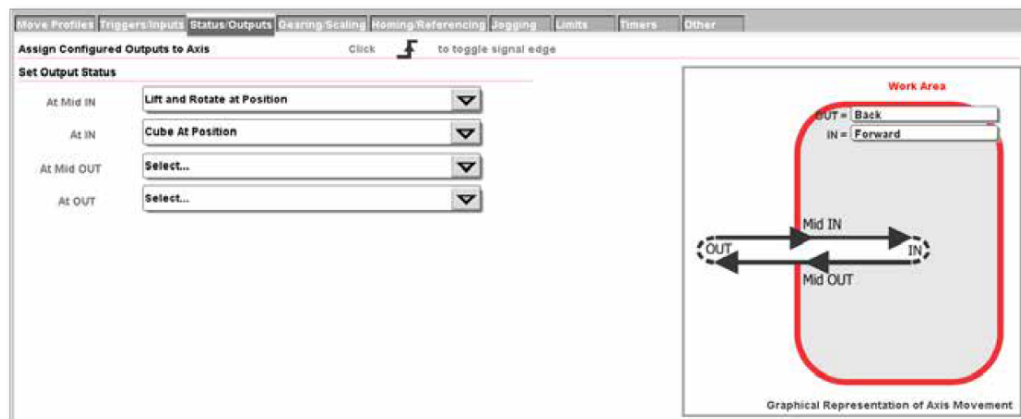 Move Profiles Triggers/Inputs Status/Outputs Gearing/Scaling Homing/Referencing Jogging Limits Timers Other
Assign Configured Outputs to Axis Click to toggle signal edge
Set Output Status
At Mid IN Lift and Rotate at Position
At IN Cube At Position
At Mid OUT Select...
At OUT Select...
Work Area
OUT = Back
IN = Forward
Mid IN
OUT IN
Mid OUT
Graphical Representation of Axis Movement